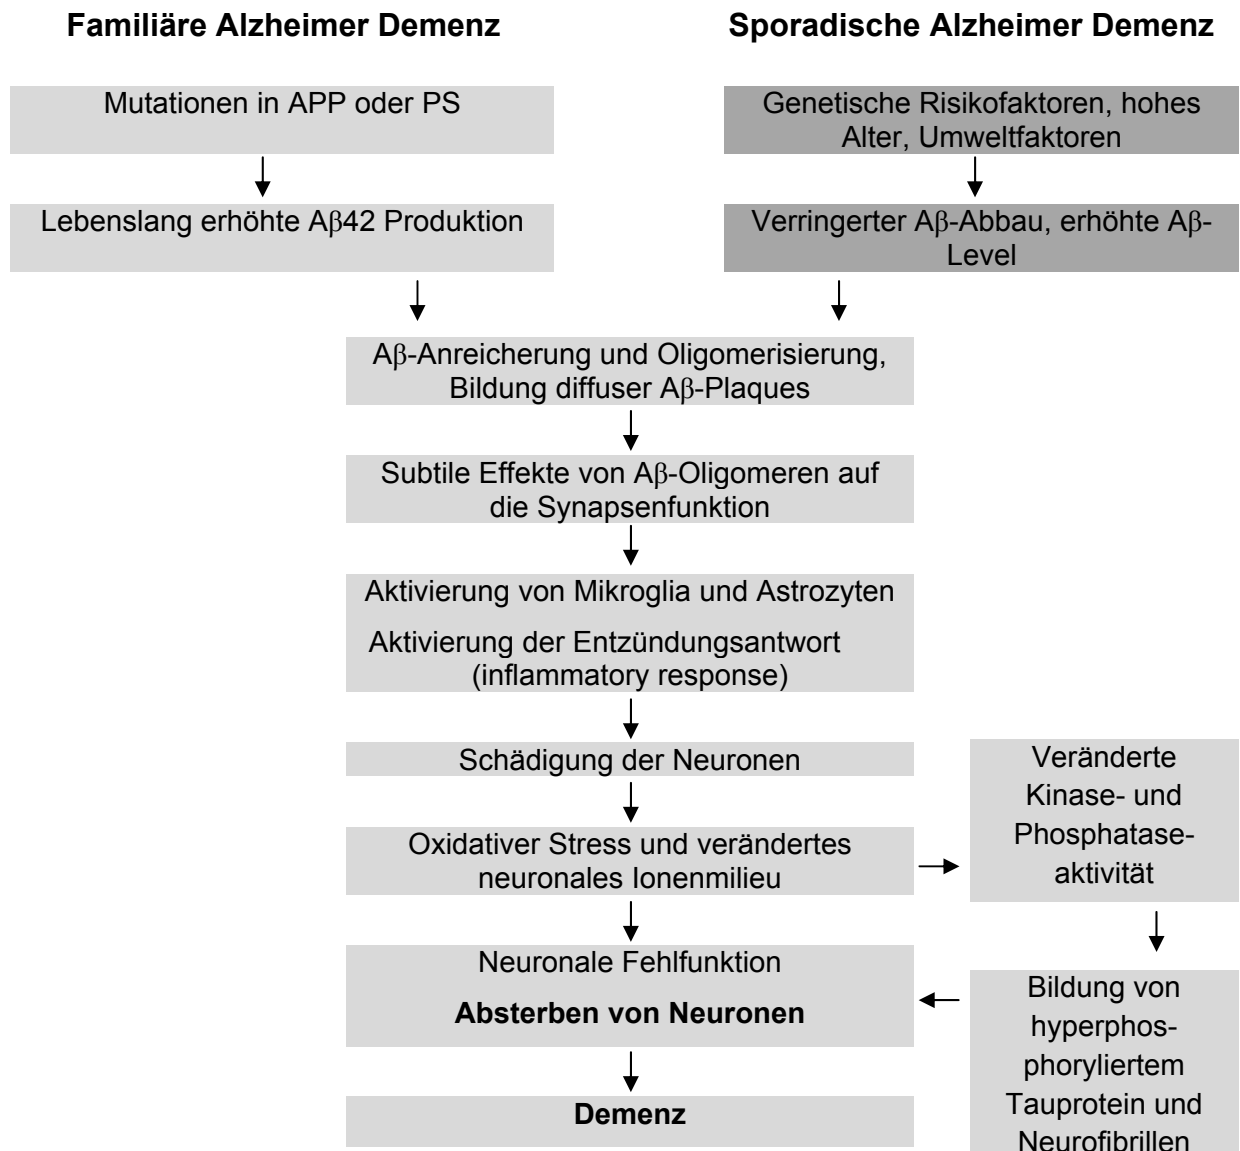 Familiäre Alzheimer Demenz
Sporadische Alzheimer Demenz
Mutationen in APP oder PS
Genetische Risikofaktoren, hohes
Alter, Umweltfaktoren
Lebenslang erhöhte Aβ42 Produktion
Verringerter Aβ-Abbau, erhöhte Aβ-
Level
Aβ-Anreicherung und Oligomerisierung,
Bildung diffuser Aβ-Plaques
Subtile Effekte von Aβ-Oligomeren auf
die Synapsenfunktion
Aktivierung von Mikroglia und Astrozyten
Aktivierung der Entzündungsantwort
(inflammatory response)
Schädigung der Neuronen
Oxidativer Stress und verändertes
neuronales Ionenmilieu
Veränderte
Kinase- und
Phosphatase-
aktivität
Neuronale Fehlfunktion
Absterben von Neuronen
Bildung von
hyperphos-
phoryliertem
Tauprotein und
Neurofibrillen
Demenz